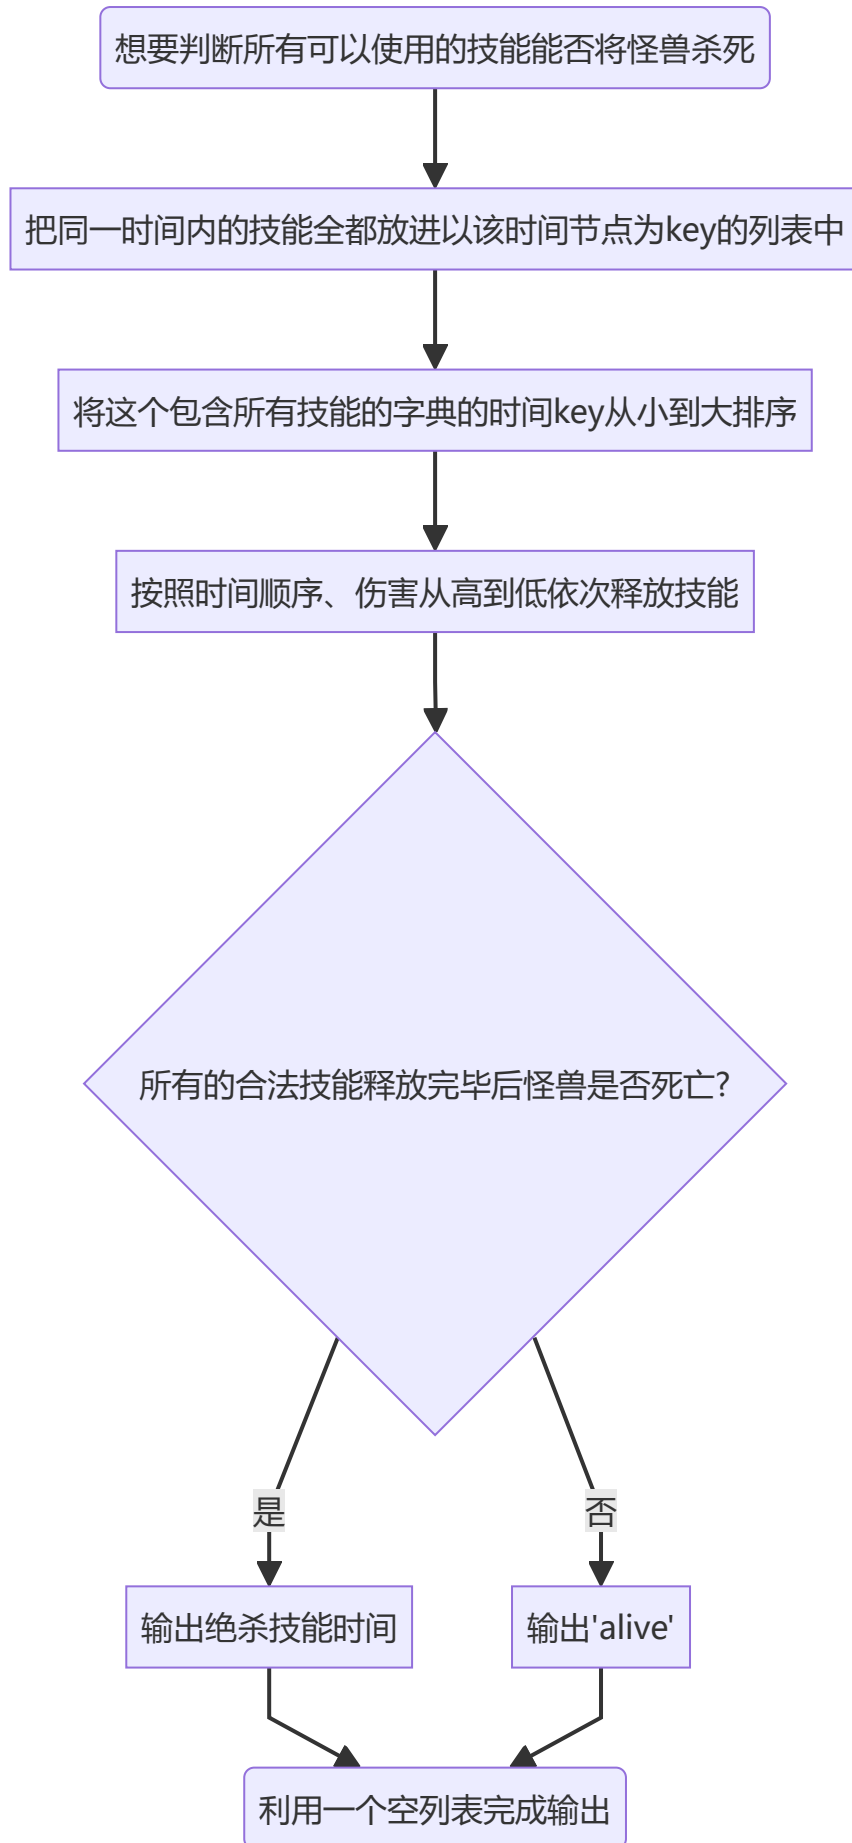 想要判断所有可以使用的技能能否将怪兽杀死
把同一时间内的技能全都放进以该时间节点为key的列表中
将这个包含所有技能的字典的时间key从小到大排序
按照时间顺序、伤害从高到低依次释放技能
所有的合法技能释放完毕后怪兽是否死亡?
是
否
输出绝杀技能时间
输出'alive'
利用一个空列表完成输出